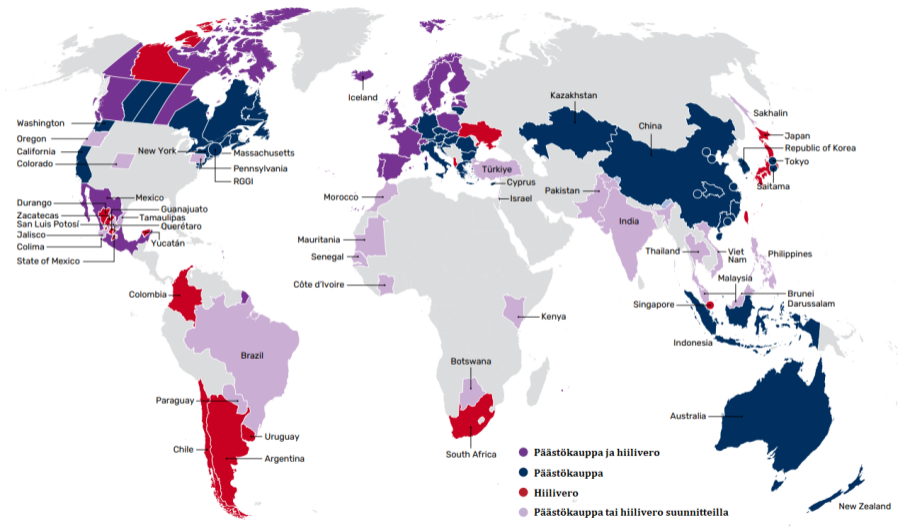 Iceland
Washington
Oregon
California
Colorado
New York
Massachusetts
Pennsylvania
RGGI
Durango
Zacatecas
San Luis Potosí
Jalisco
Colima
State of Mexico
Mexico
Guanajuato
Tamaulipas
Querétaro
Yucatán
Colombia
Brazil
Paraguay
Chile
Uruguay
Argentina
Morocco
Mauritania
Senegal
Côte d'Ivoire
Kenya
Botswana
South Africa
Türkiye
Cyprus
Israel
Kazakhstan
China
Pakistan
India
Thailand
Viet
Nam
Malaysia
Singapore
Indonesia
Philippines
Brunei
Darussalam
Sakhalin
Japan
Republic of Korea
Tokyo
Saitama
Australia
New Zealand
Päästökauppa ja hiilivero
Päästökauppa
Hiilivero
Päästökauppa tai hiilivero suunnitteilla